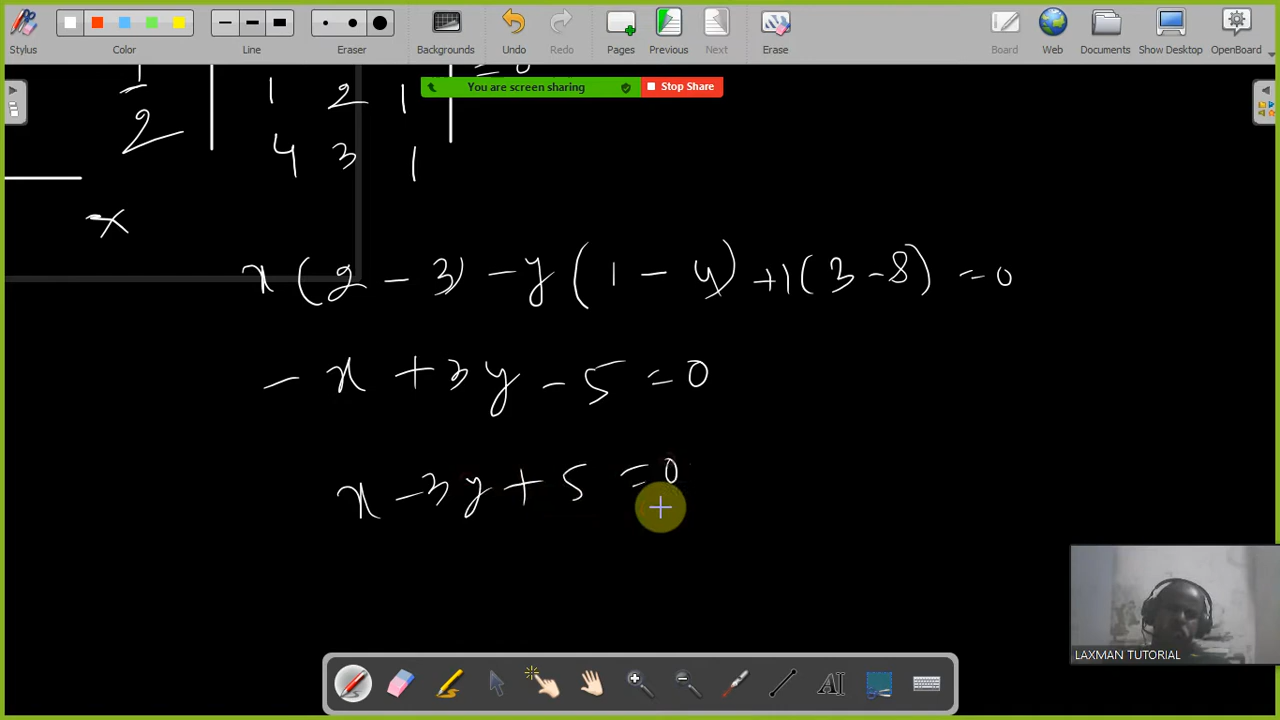 Stylus Color Line Eraser Backgrounds Undo Redo Pages Previous Next Erase Board Web Documents Show Desktop OpenBoard
You are screen sharing Stop Share
1 2 1
2
4 3 1
x
x(2-3)-y(1-4)+1(3-8)=0
-x+3y-5=0
x-3y+5=0
LAXMAN TUTORIAL